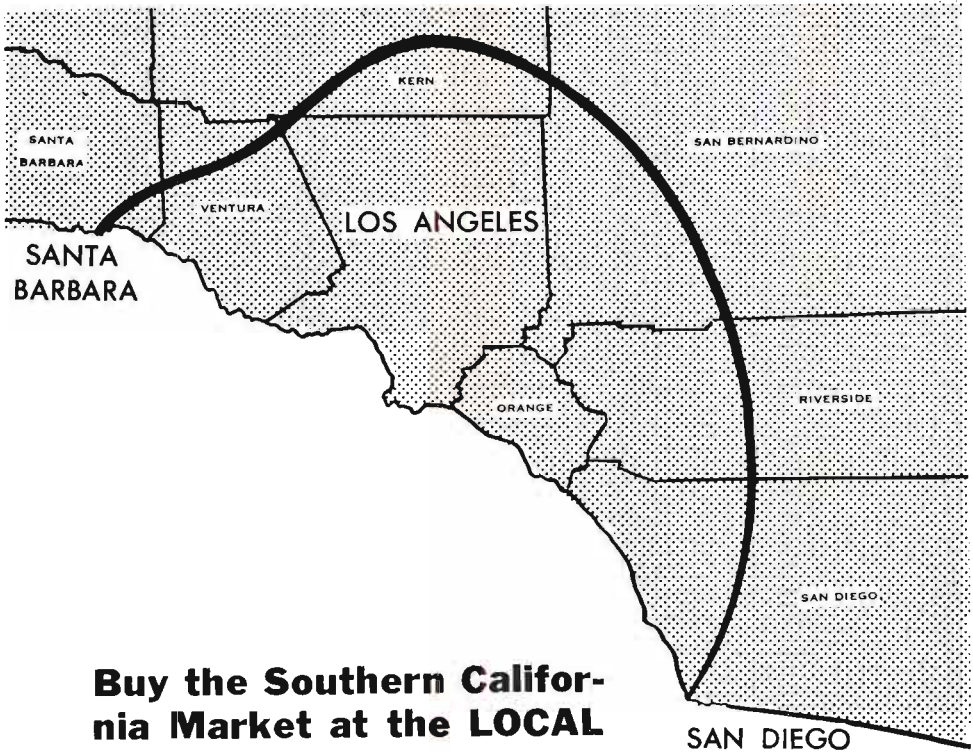 KERN
SANTA
BARBARA
SAN BERNARDINO
VENTURA
LOS ANGELES
SANTA
BARBARA
RIVERSIDE
ORANGE
SAN DIEGO
Buy the Southern Califor-
nia Market at the LOCAL
SAN DIEGO